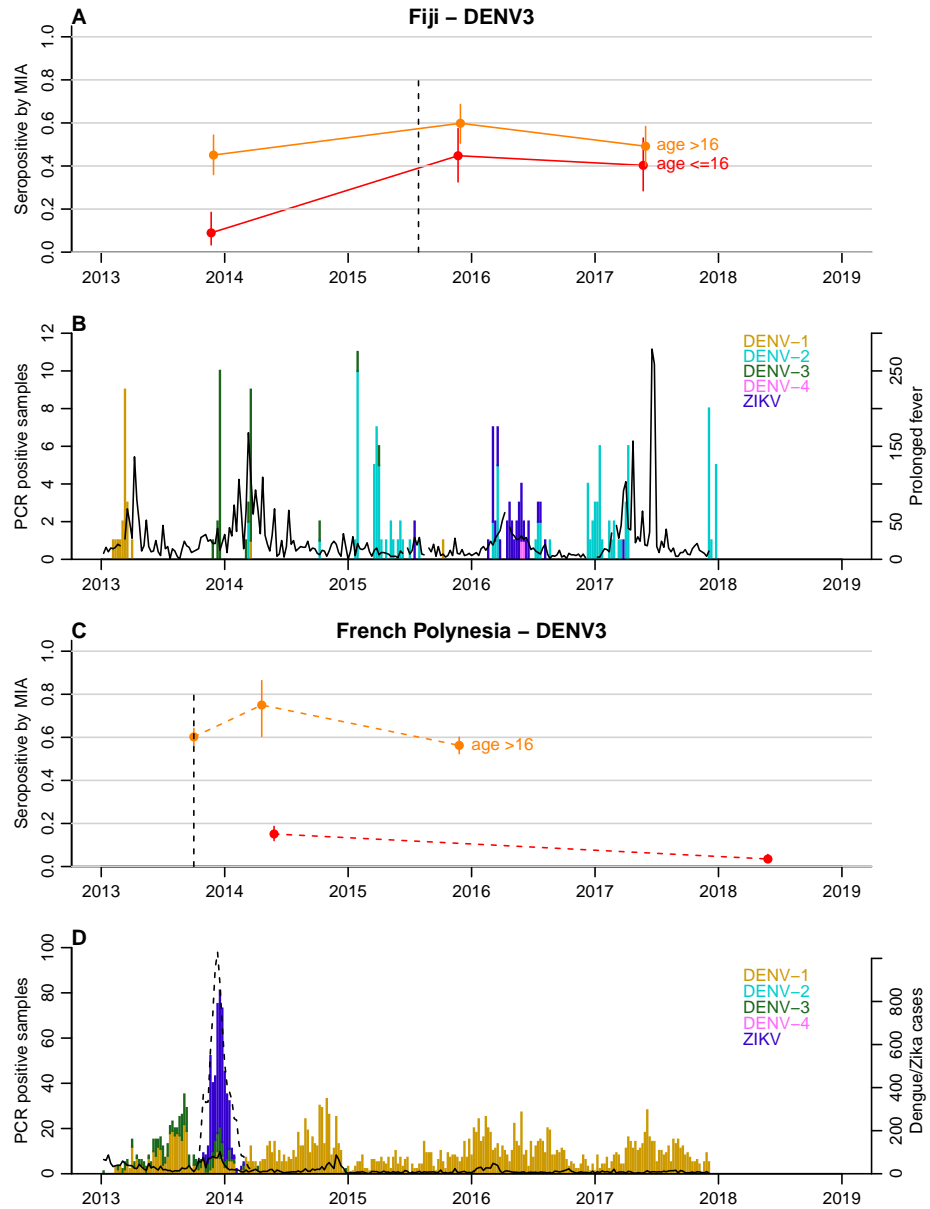 A
Fiji – DENV3
Seropositive by MIA
0.0 0.2 0.4 0.6 0.8 1.0
age >16
age <=16
2013 2014 2015 2016 2017 2018 2019
B
PCR positive samples
0 2 4 6 8 10 12
DENV–1
DENV–2
DENV–3
DENV–4
ZIKV
0 50 150 250
Prolonged fever
2013 2014 2015 2016 2017 2018 2019
C
French Polynesia – DENV3
Seropositive by MIA
0.0 0.2 0.4 0.6 0.8 1.0
age >16
2013 2014 2015 2016 2017 2018 2019
D
PCR positive samples
0 20 40 60 80 100
DENV–1
DENV–2
DENV–3
DENV–4
ZIKV
0 200 400 600 800
Dengue/Zika cases
2013 2014 2015 2016 2017 2018 2019